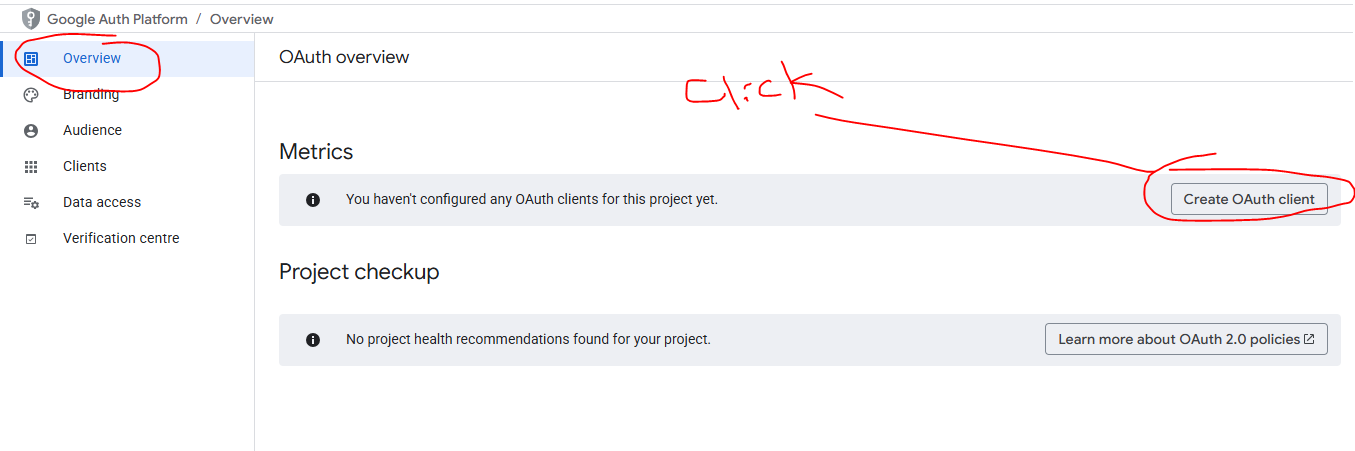 Google Auth Platform / Overview
Overview
OAuth overview
Click
Branding
Audience
Metrics
Clients
You haven't configured any OAuth clients for this project yet.
Create OAuth client
Data access
Verification centre
Project checkup
No project health recommendations found for your project.
Learn more about OAuth 2.0 policies